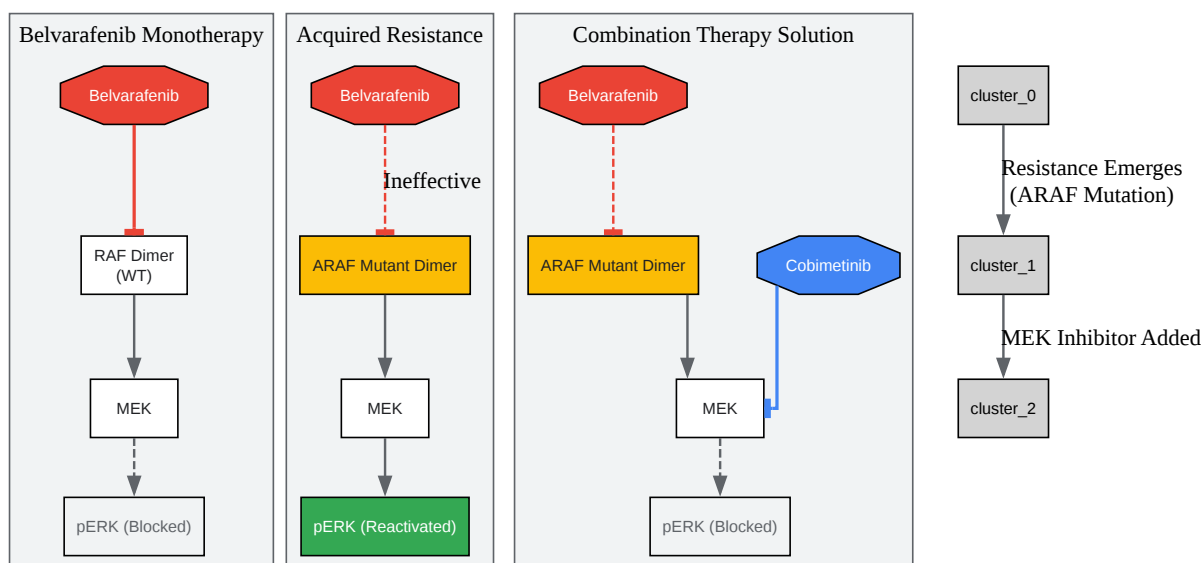 Belvarafenib Monotherapy
Belvarafenib
RAF Dimer
(WT)
MEK
pERK (Blocked)
Acquired Resistance
Belvarafenib
Ineffective
ARAF Mutant Dimer
MEK
pERK (Reactivated)
Combination Therapy Solution
Belvarafenib
ARAF Mutant Dimer
Cobimetinib
MEK
pERK (Blocked)
cluster_0
Resistance Emerges
(ARAF Mutation)
cluster_1
MEK Inhibitor Added
cluster_2